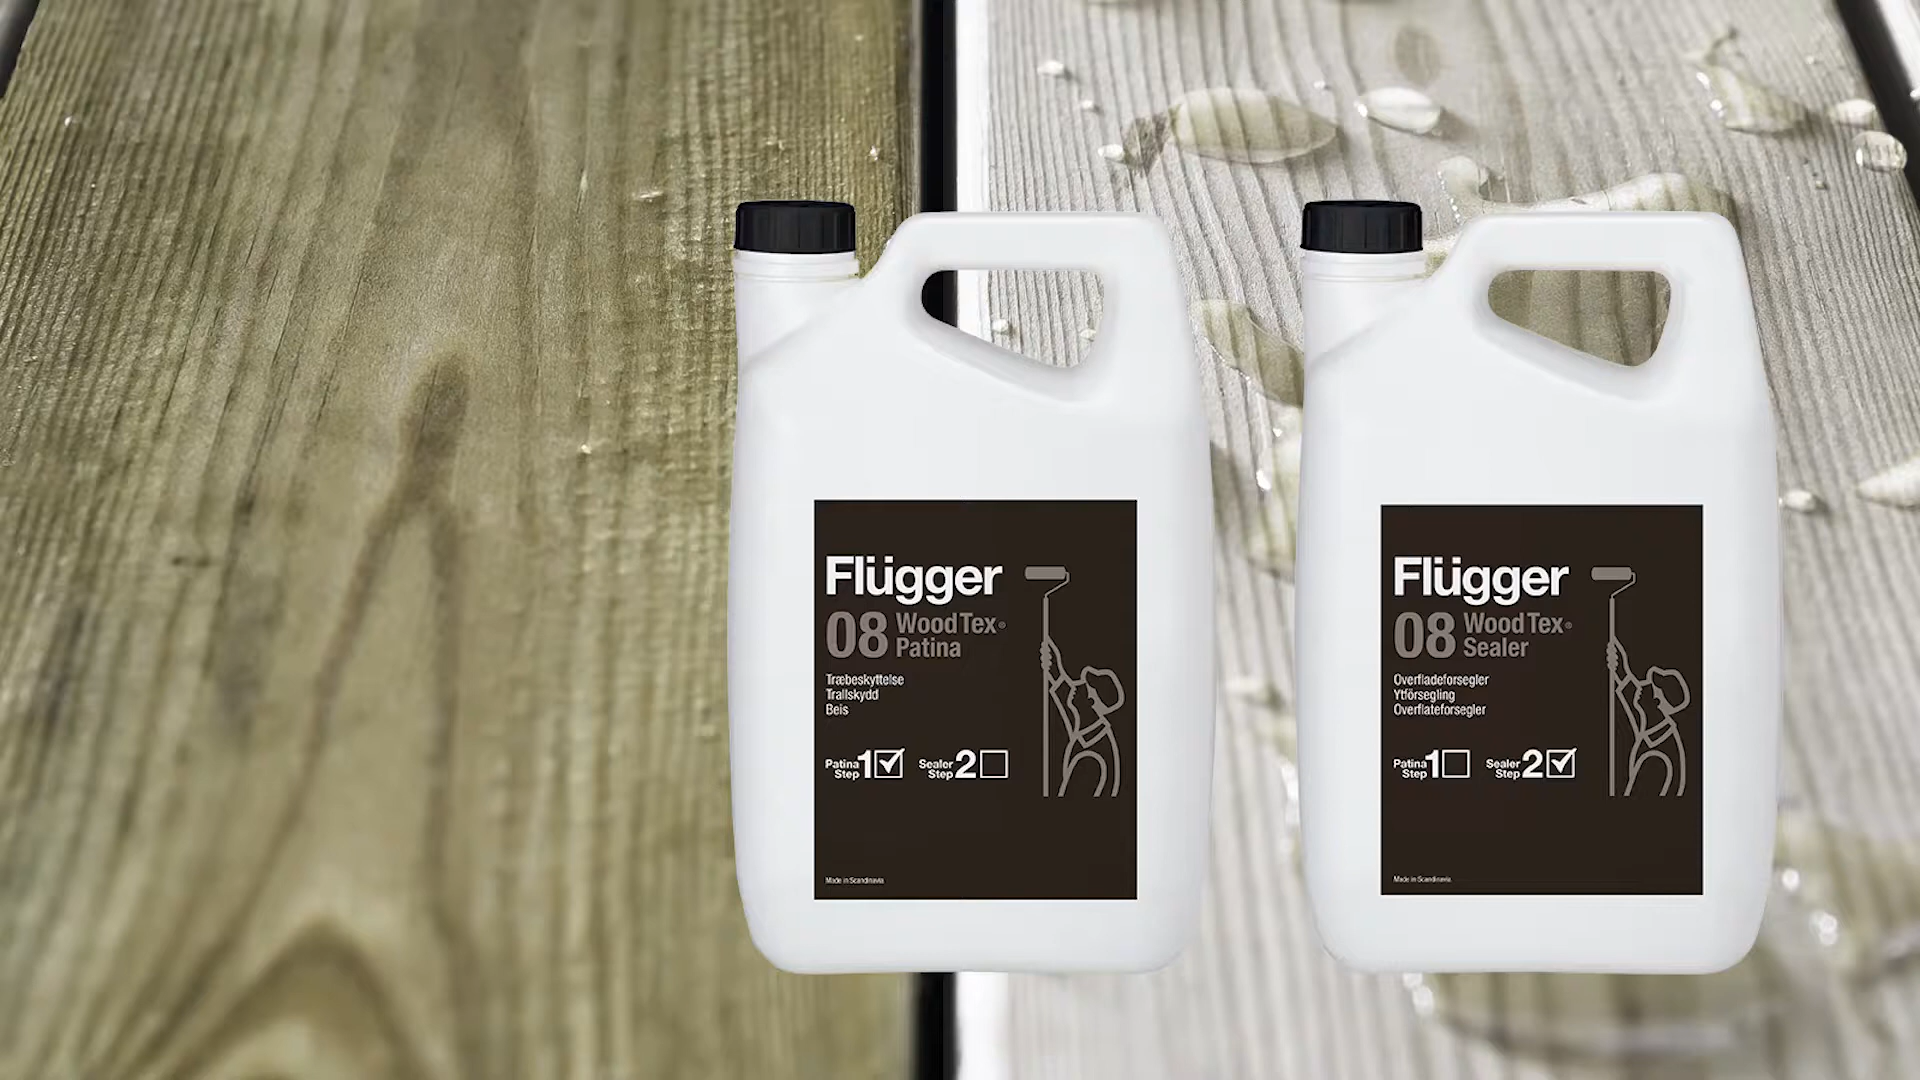 Flügger
08 WoodTex®
Patina
Træbeskyttelse
Trallskydd
Beis
Patina Step 1 Sealer Step 2
Made in Scandinavia
Flügger
08 WoodTex®
Sealer
Overfladeforsegler
Ytförsegling
Overflateforsegler
Patina Step 1 Sealer Step 2
Made in Scandinavia